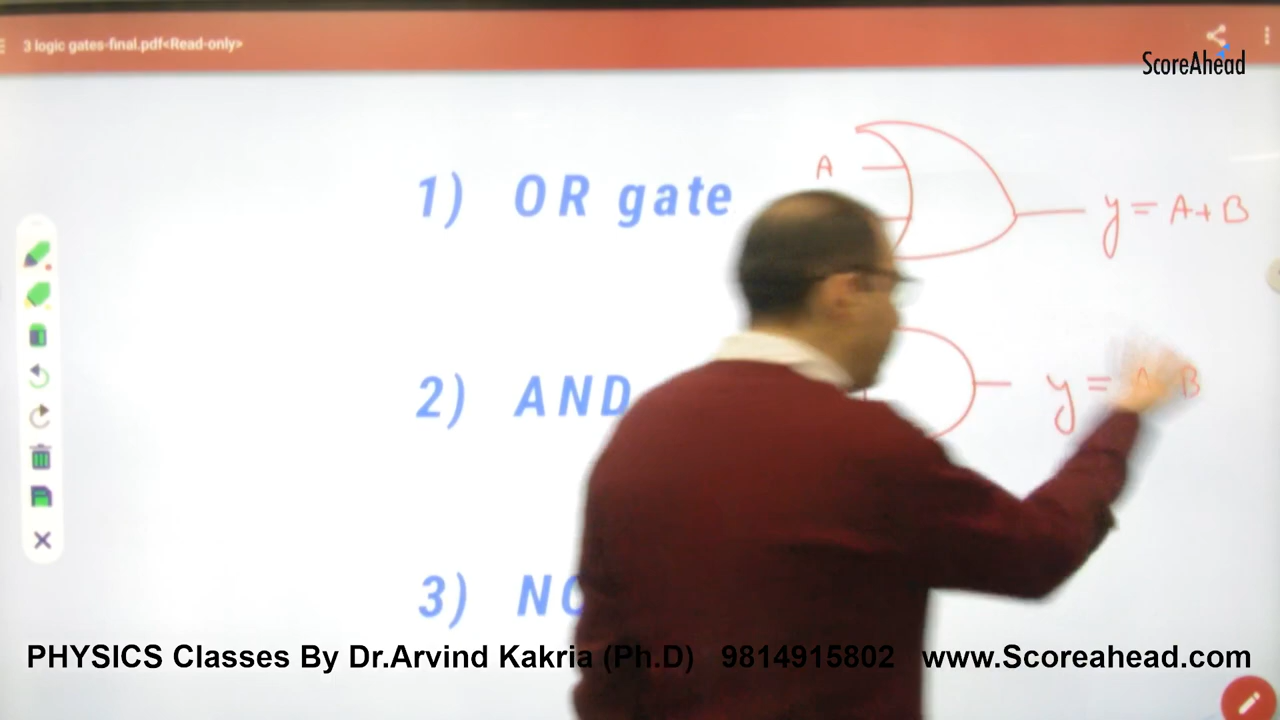 3 logic gates-final.pdf<Read-only>
ScoreAhead
1) OR gate
A
y = A+B
2) AND
y = A B
3) NO
PHYSICS Classes By Dr.Arvind Kakria (Ph.D) 9814915802 www.Scoreahead.com